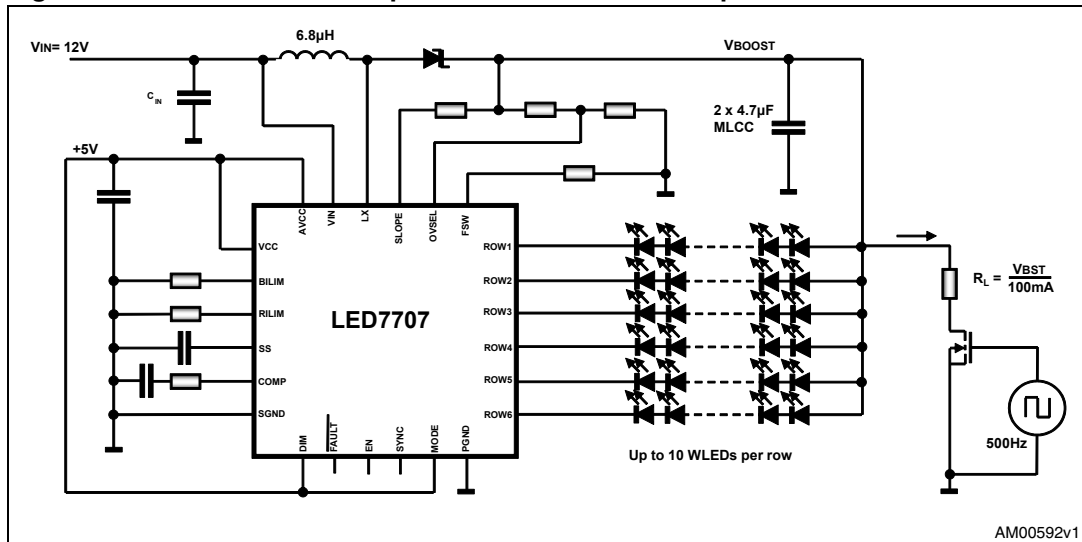 VIN= 12V
6.8µH
VBOOST
CIN
2 x 4.7µF
MLCC
+5V
AVCC
VIN
LX
SLOPE
OVSEL
FSW
VCC
BILIM
RILIM
SS
COMP
SGND
LED7707
ROW1
ROW2
ROW3
ROW4
ROW5
ROW6
DIM
FAULT
EN
SYNC
MODE
PGND
Up to 10 WLEDs per row
RL = VBST
100mA
500Hz
AM00592v1